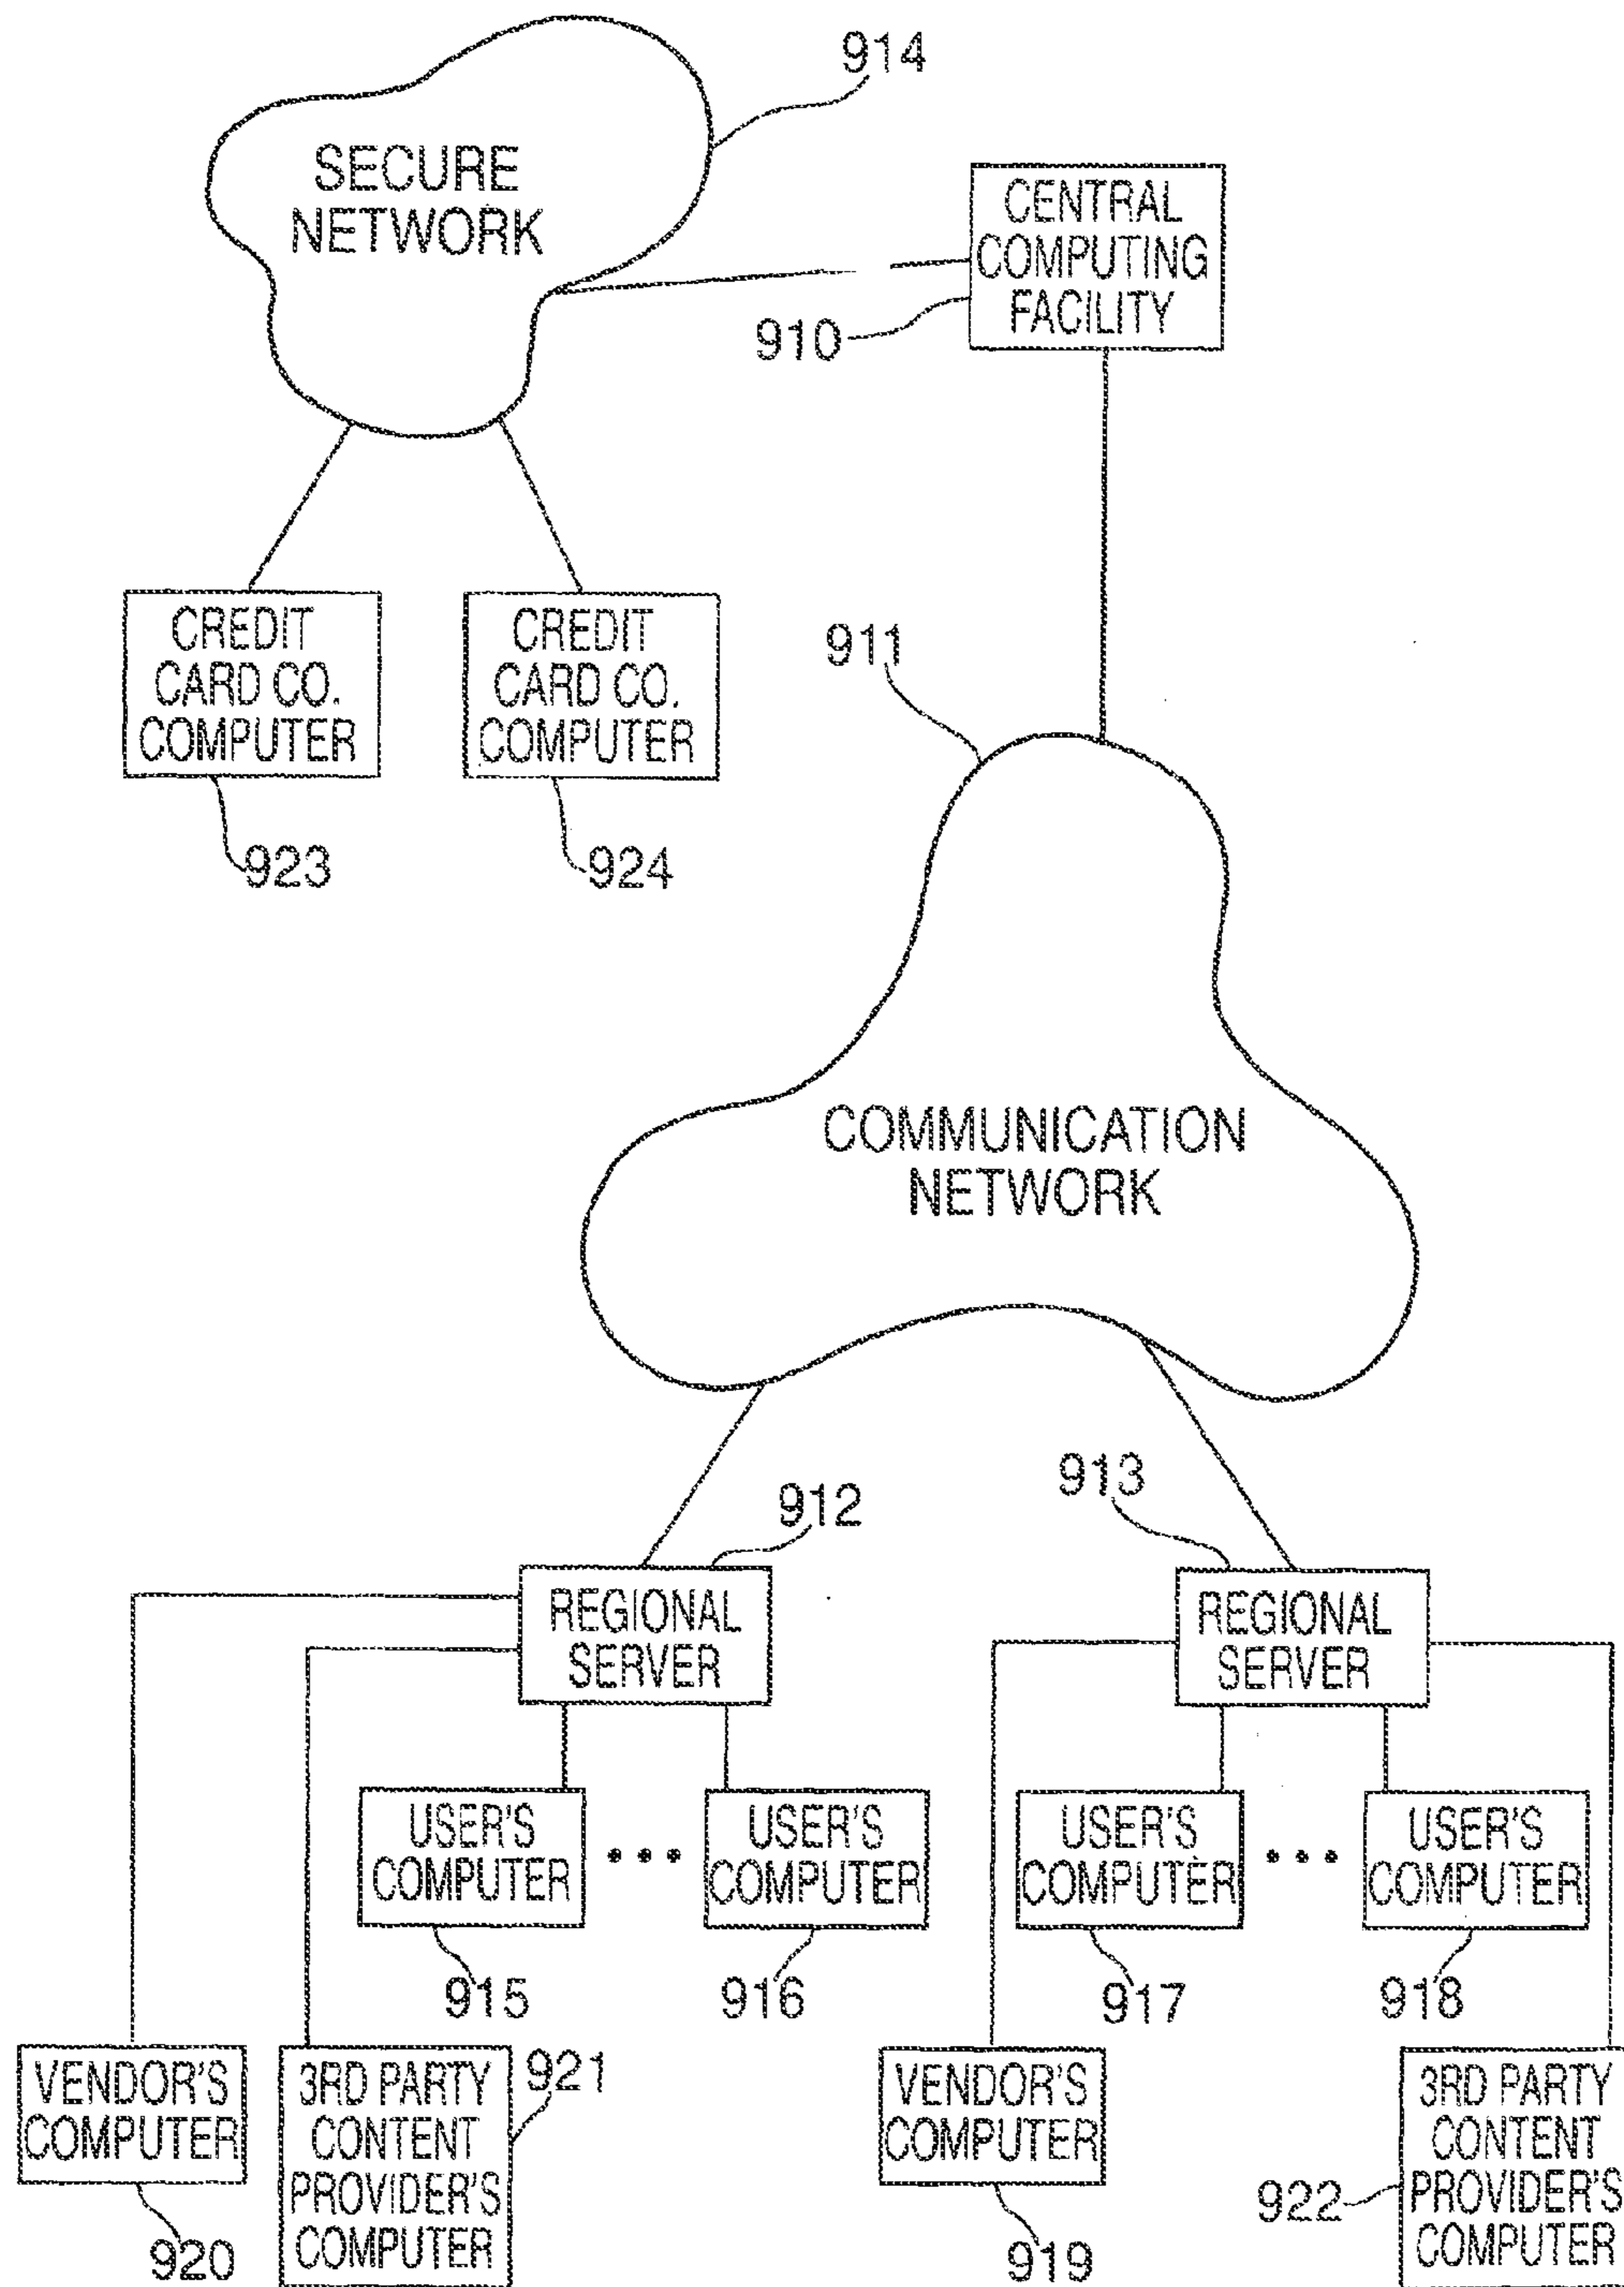 914
SECURE
NETWORK
CENTRAL
COMPUTING
FACILITY
910
CREDIT
CARD CO.
COMPUTER
CREDIT
CARD CO.
COMPUTER
911
923
924
COMMUNICATION
NETWORK
912
913
REGIONAL
SERVER
REGIONAL
SERVER
USER'S
COMPUTER
USER'S
COMPUTER
USER'S
COMPUTER
USER'S
COMPUTER
915
916
917
918
VENDOR'S
COMPUTER
3RD PARTY
CONTENT
PROVIDER'S
COMPUTER
921
VENDOR'S
COMPUTER
3RD PARTY
CONTENT
PROVIDER'S
COMPUTER
922
920
919